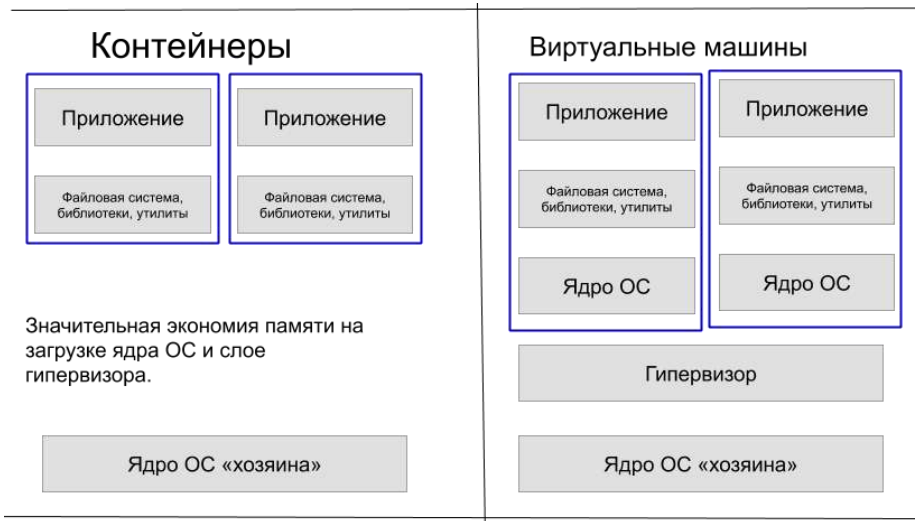 Контейнеры
Приложение
Файловая система,
библиотеки, утилиты
Приложение
Файловая система,
библиотеки, утилиты
Значительная экономия памяти на
загрузке ядра ОС и слое
гипервизора.
Ядро ОС «хозяина»
Виртуальные машины
Приложение
Файловая система,
библиотеки, утилиты
Ядро ОС
Приложение
Файловая система,
библиотеки, утилиты
Ядро ОС
Гипервизор
Ядро ОС «хозяина»